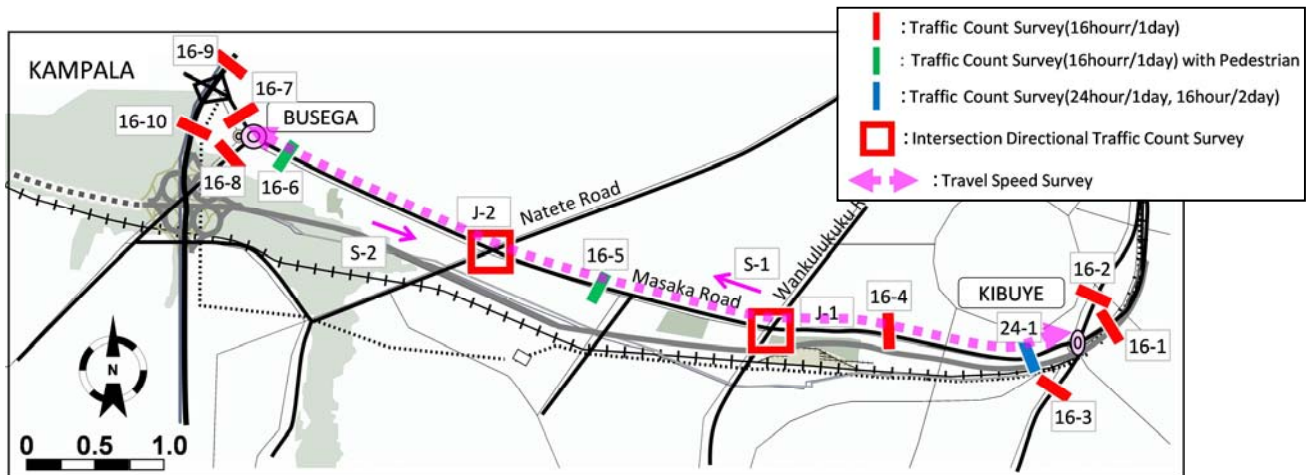 : Traffic Count Survey(16hourr/1day)
: Traffic Count Survey(16hourr/1day) with Pedestrian
: Traffic Count Survey(24hour/1day, 16hour/2day)
: Intersection Directional Traffic Count Survey
: Travel Speed Survey
16-9
KAMPALA
16-7
BUSEGA
16-10
16-8
16-6
Natete Road
J-2
Wankulukuku
S-2
16-5
S-1
Masaka Road
16-2
16-4
KIBUYE
J-1
24-1
16-1
16-3
N
0 0.5 1.0